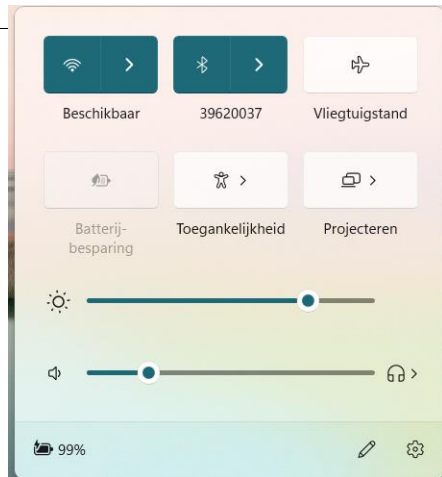 Beschikbaar 39620037 Vliegtuigstand
Batterij- Toegankelijkheid Projecteren
besparing
99%